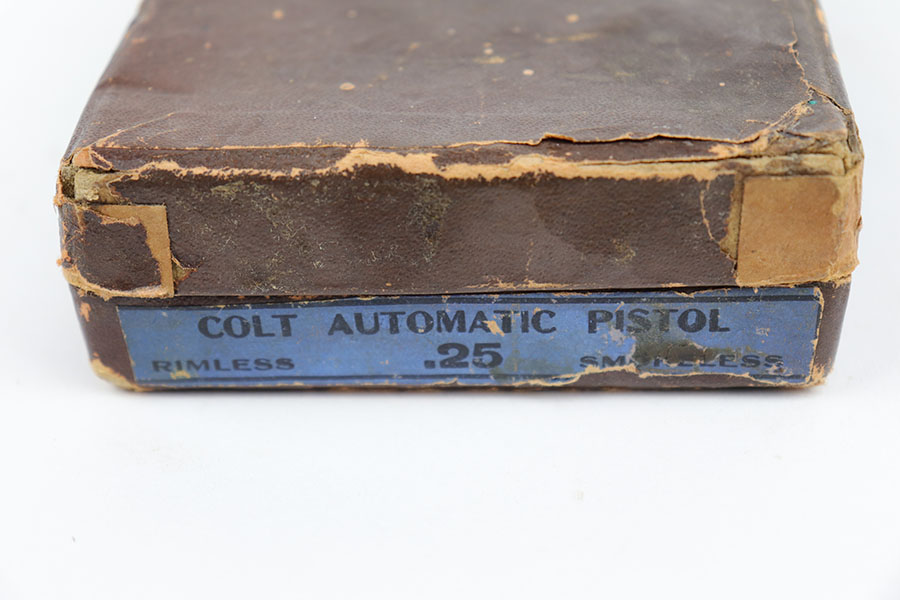 COLT AUTOMATIC PISTOL
RIMLESS .25 SMOKELESS